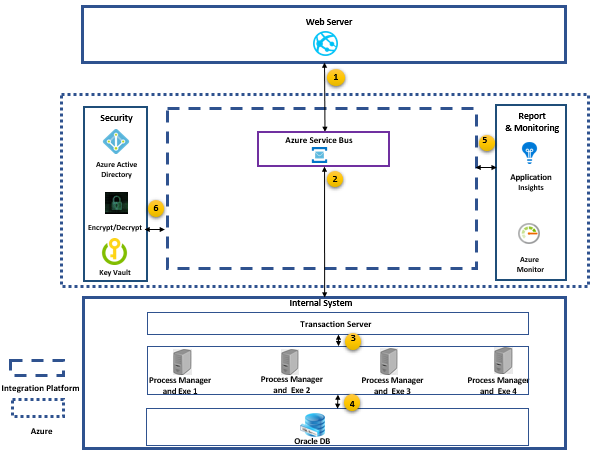 Web Server
1
Security
Azure Active
Directory
Encrypt/Decrypt
Key Vault
6
Azure Service Bus
2
5
Report
& Monitoring
Application
Insights
Azure
Monitor
Internal System
Transaction Server
3
Process Manager
and Exe 1
Process Manager
and Exe 2
Process Manager
and Exe 3
Process Manager
and Exe 4
4
Oracle DB
Integration Platform
Azure